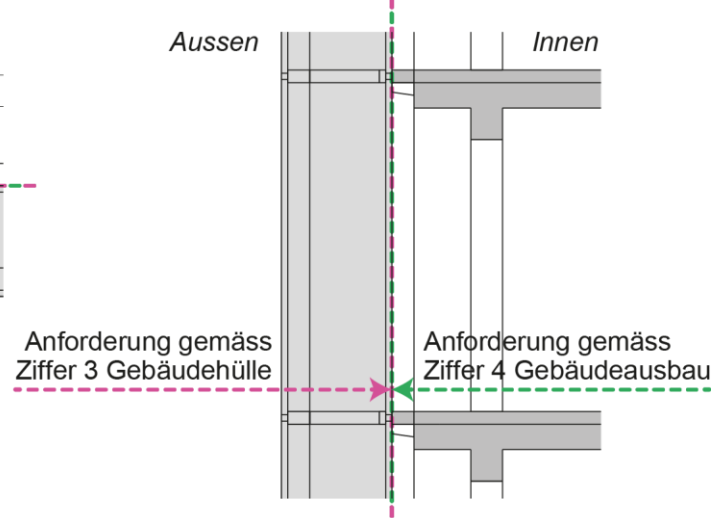 Aussen
Innen
Anforderung gemäss
Ziffer 3 Gebäudehülle
Anforderung gemäss
Ziffer 4 Gebäudeausbau